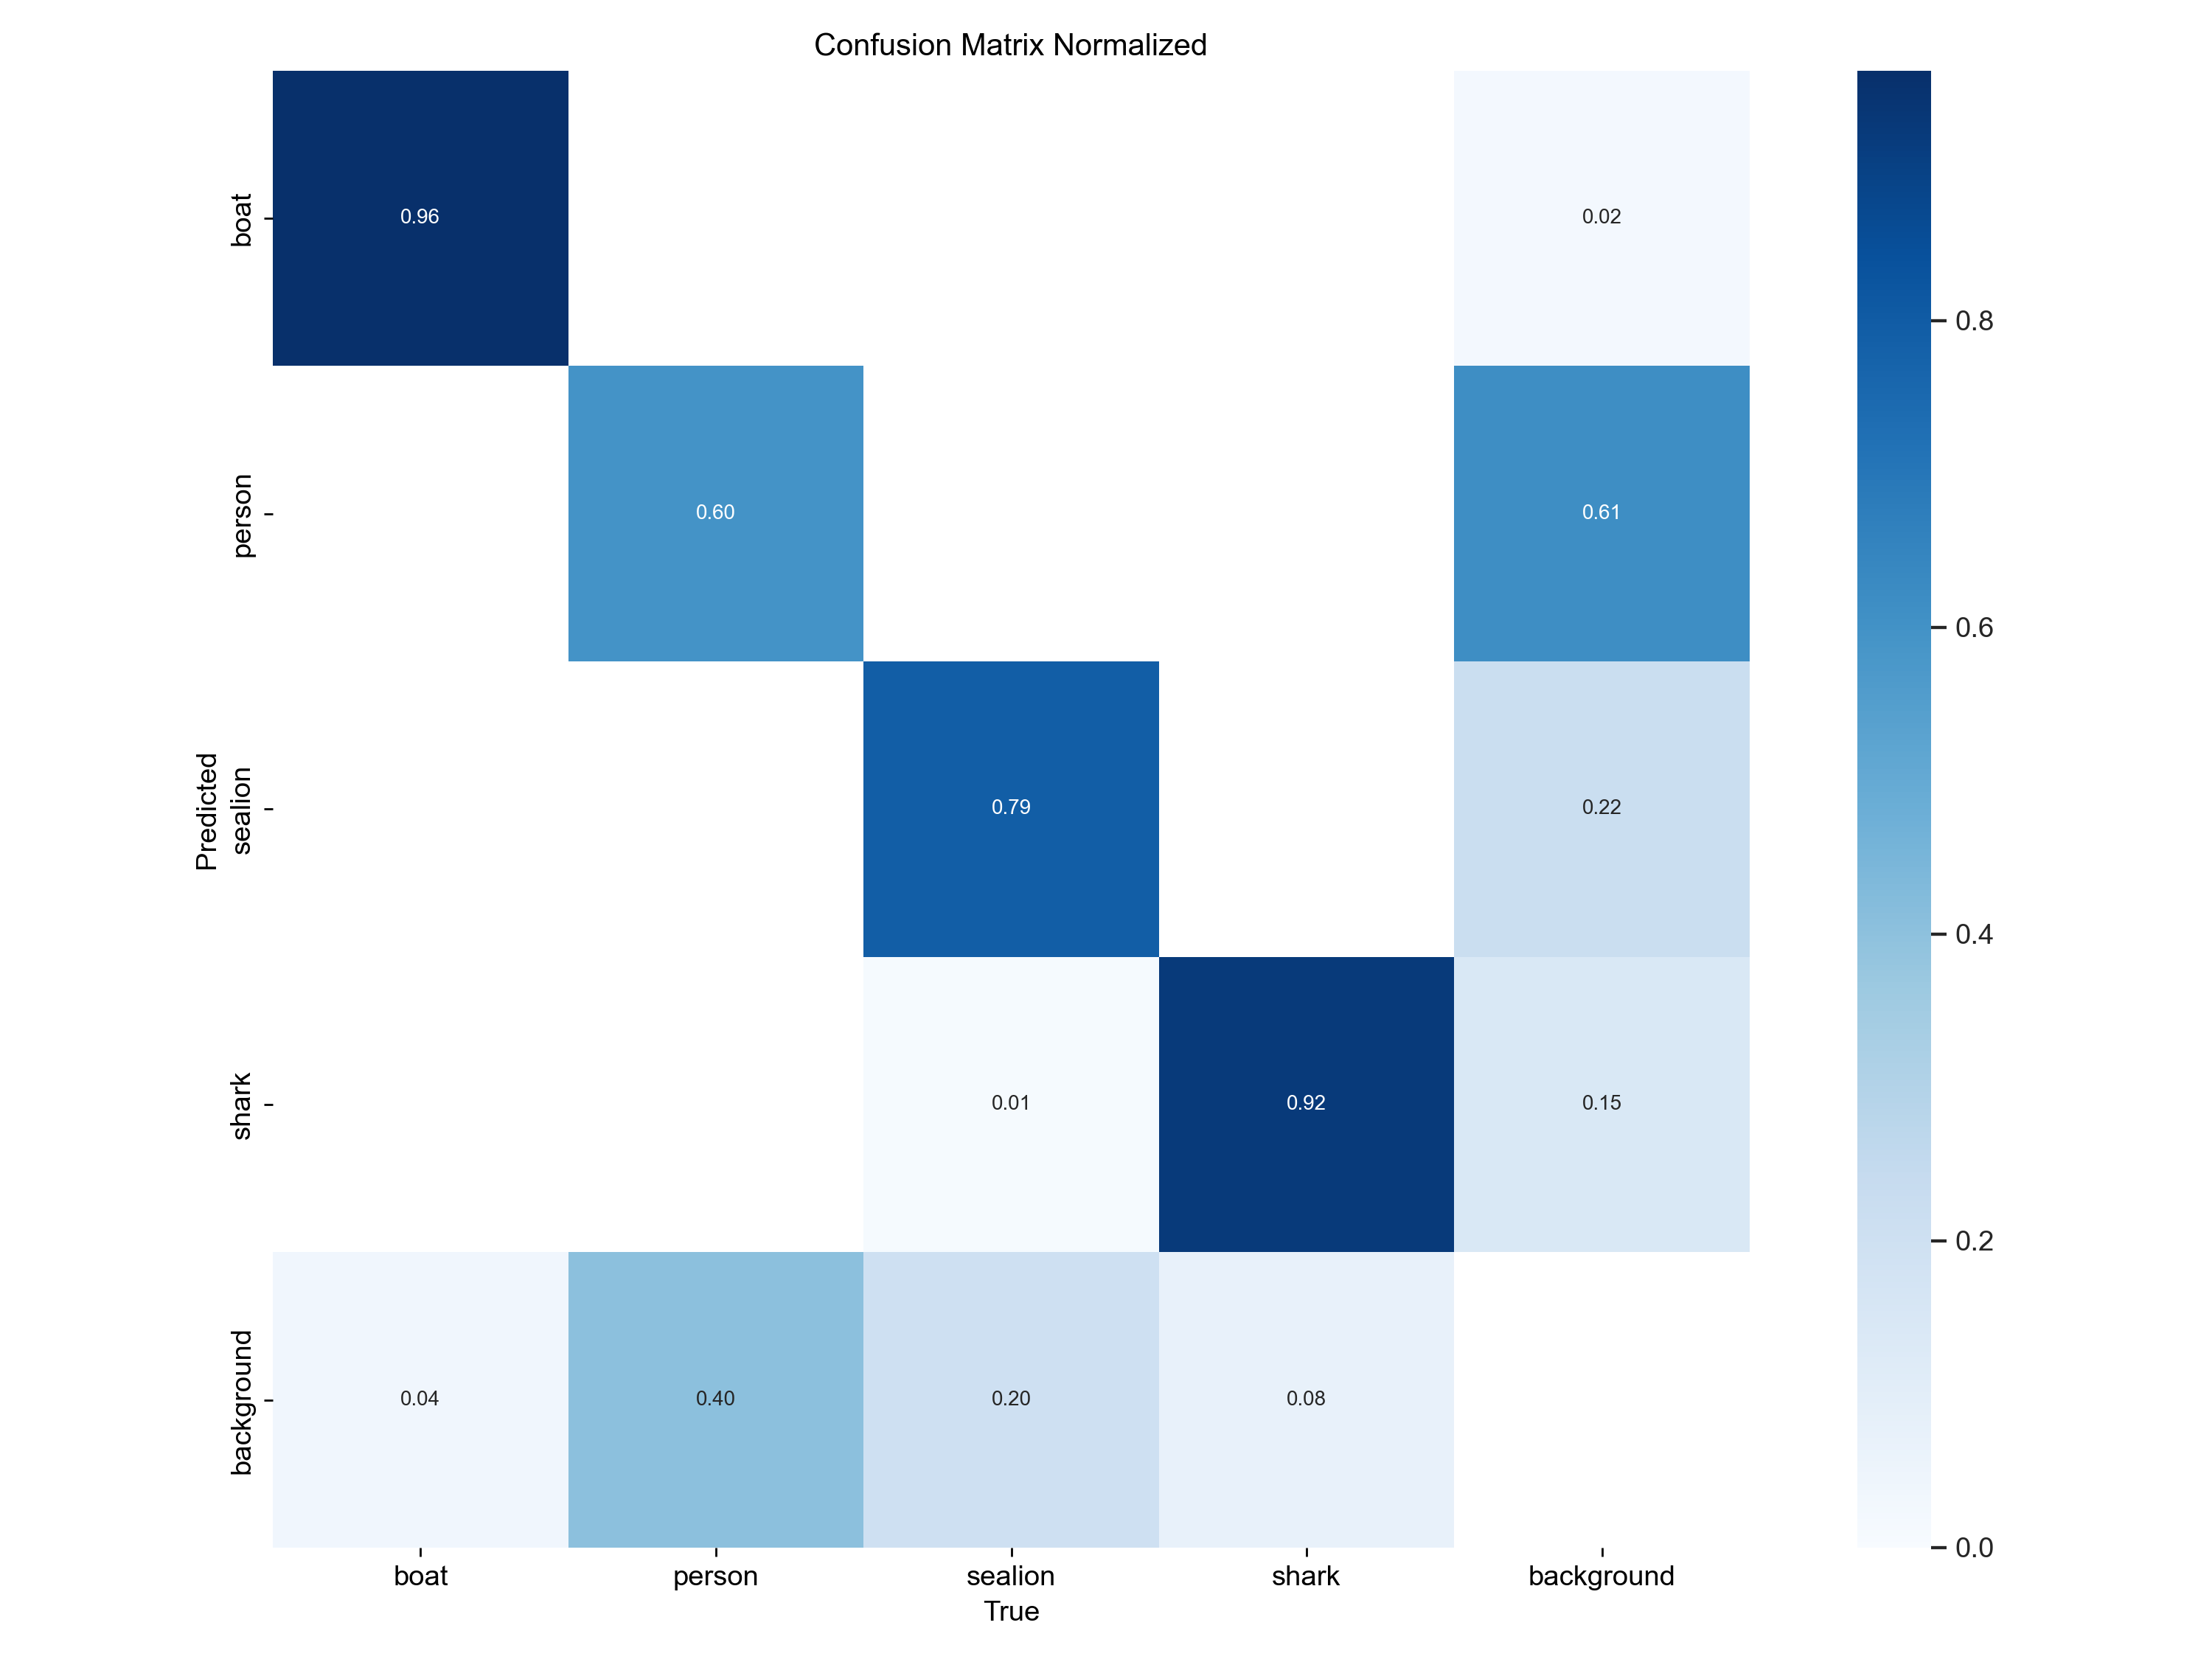 Confusion Matrix Normalized
boat
0.96
0.02
person
0.60
0.61
Predicted
sealion
0.79
0.22
shark
0.01
0.92
0.15
background
0.04
0.40
0.20
0.08
boat
person
sealion
shark
background
True
0.8
0.6
0.4
0.2
0.0